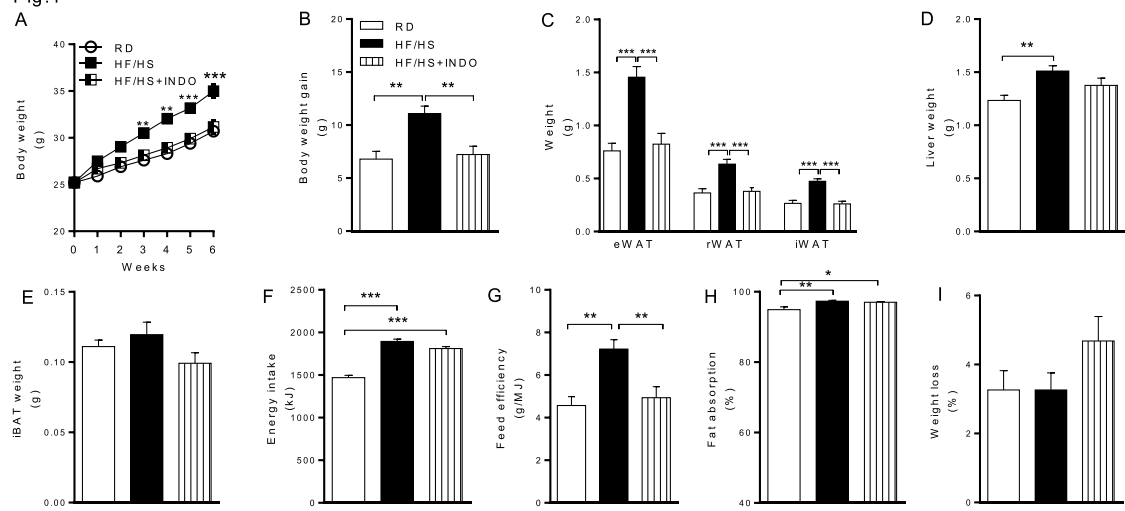 A
Body weight
(g)
40
35
30
25
20
0 1 2 3 4 5 6
Weeks
RD
HF/HS
HF/HS+INDO
**
**
***
***
B
Body weight gain
(g)
20
15
10
5
0
RD
HF/HS
HF/HS+INDO
** **
C
Weight
(g)
2.0
1.5
1.0
0.5
0.0
*** ***
*** ***
*** ***
eWAT rWAT iWAT
D
Liver weight
(g)
2.0
1.5
1.0
0.5
0.0
**
E
iBAT weight
(g)
0.15
0.10
0.05
0.00
F
Energy intake
(kJ)
2500
2000
1500
1000
500
0
***
***
G
Feed efficiency
(g/MJ)
10
8
6
4
2
0
** **
H
Fat absorption
(%)
100
80
60
40
*
**
I
Weight loss
(%)
6
4
2
0